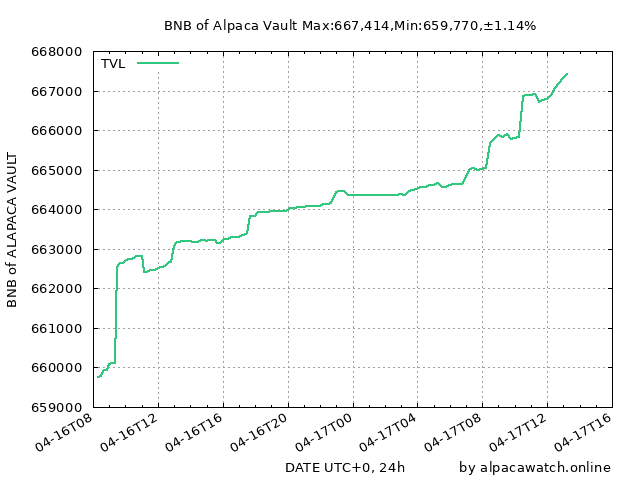 BNB of Alpaca Vault Max:667,414,Min:659,770,±1.14%
TVL
668000
667000
666000
665000
664000
663000
662000
661000
660000
659000
BNB of ALAPACA VAULT
04-16T08
04-16T12
04-16T16
04-16T20
04-17T00
04-17T04
04-17T08
04-17T12
04-17T16
DATE UTC+0, 24h
by alpacawatch.online